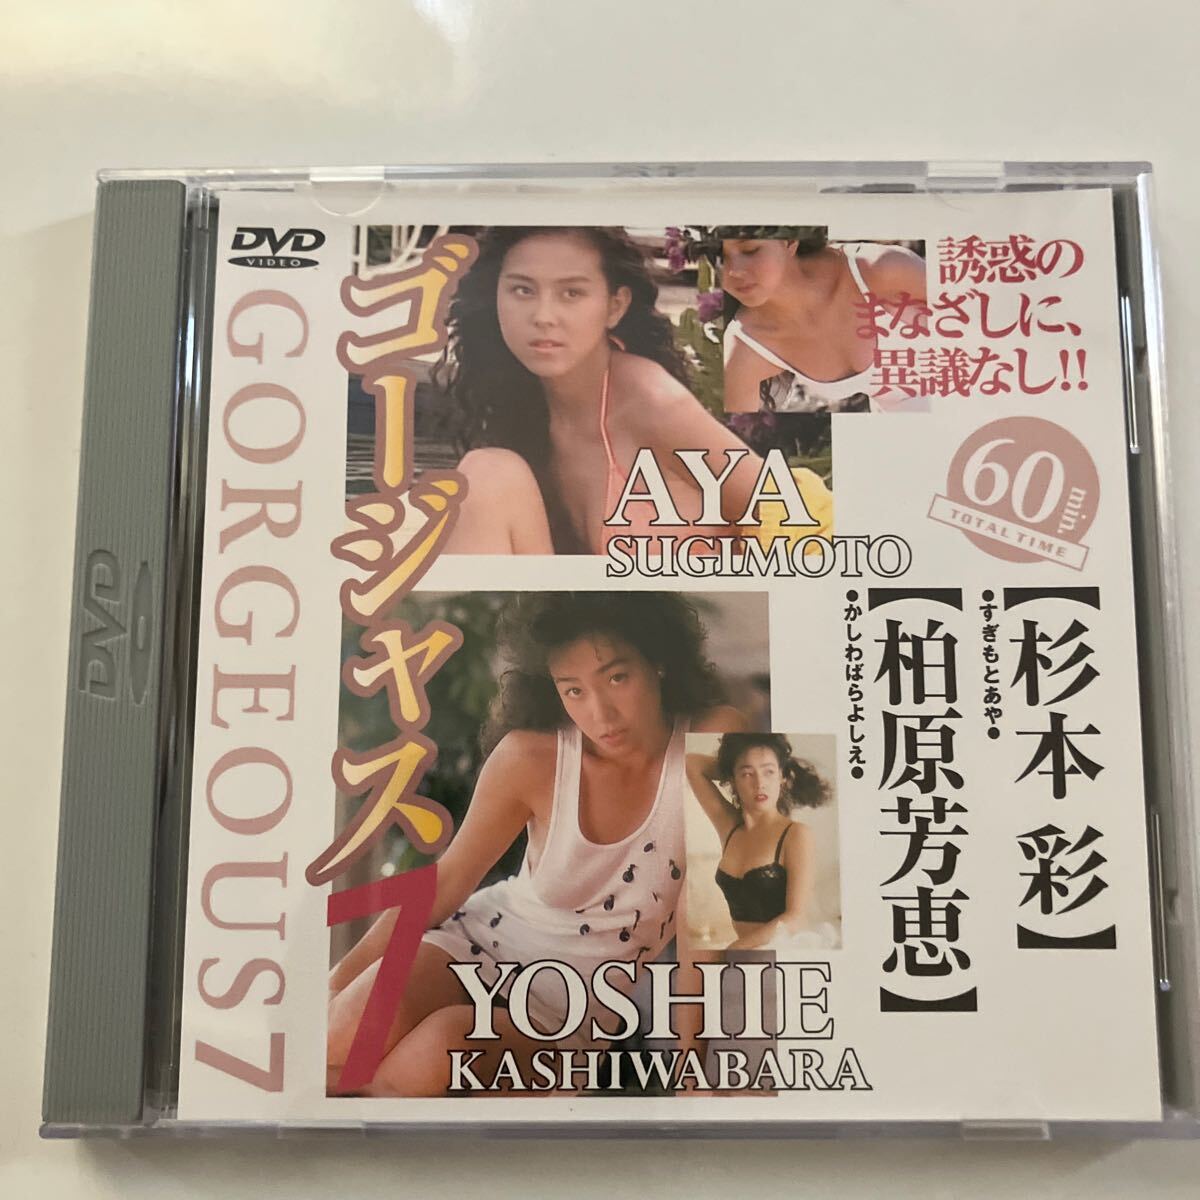 DVD
VIDEO
GORGEOUS7
ゴージャス
7
誘惑の
まなざしに、
異議なし!!
AYA
SUGIMOTO
60min.
TOTAL TIME
【杉本 彩】
•すぎもとあや•
【柏原芳恵】
•かしわばらよしえ•
YOSHIE
KASHIWABARA
DVD